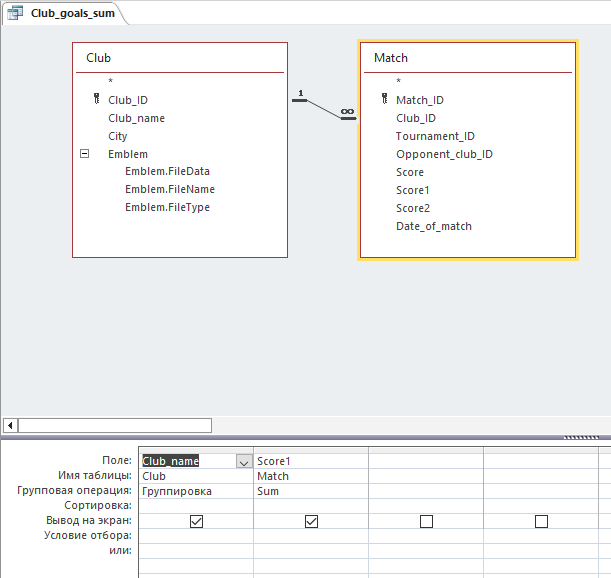 Club_goals_sum
Club
*
Club_ID
Club_name
City
Emblem
Emblem.FileData
Emblem.FileName
Emblem.FileType
1
∞
Match
*
Match_ID
Club_ID
Tournament_ID
Opponent_club_ID
Score
Score1
Score2
Date_of_match
Поле: Club_name Score1
Имя таблицы: Club Match
Групповая операция: Группировка Sum
Сортировка:
Вывод на экран:
Условие отбора:
или: